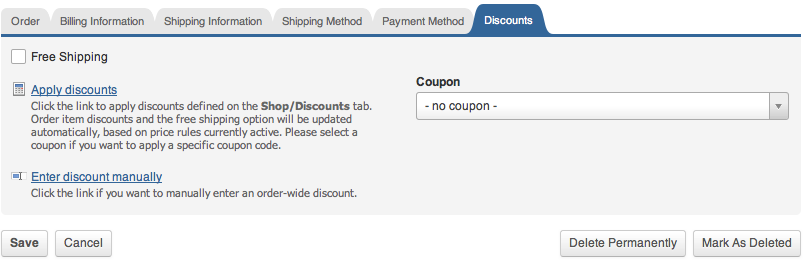 Order Billing Information Shipping Information Shipping Method Payment Method Discounts
Free Shipping
Apply discounts
Click the link to apply discounts defined on the Shop/Discounts tab.
Order item discounts and the free shipping option will be updated
automatically, based on price rules currently active. Please select a
coupon if you want to apply a specific coupon code.
Enter discount manually
Click the link if you want to manually enter an order-wide discount.
Coupon
- no coupon -
Save Cancel Delete Permanently Mark As Deleted